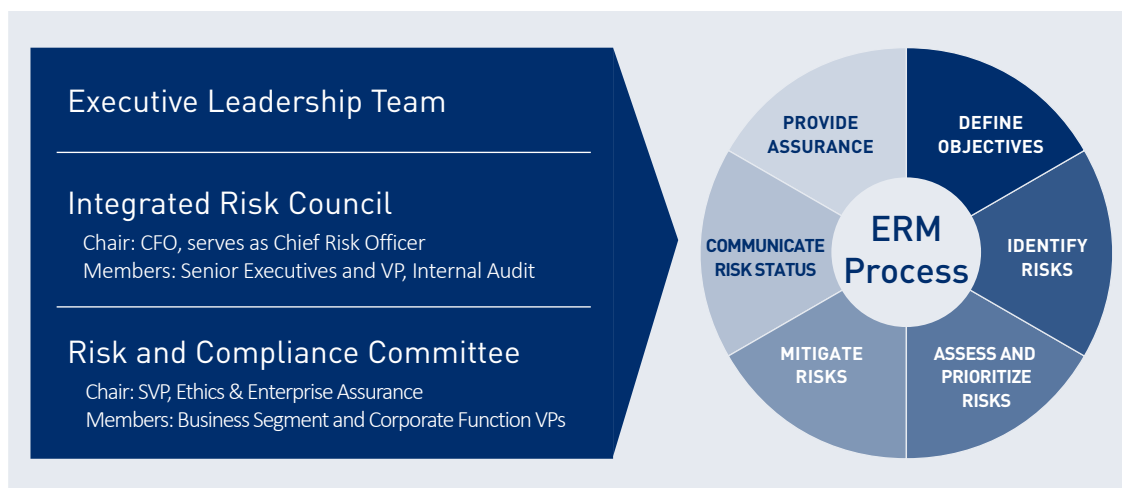 Executive Leadership Team
Integrated Risk Council
Chair: CFO, serves as Chief Risk Officer
Members: Senior Executives and VP, Internal Audit
Risk and Compliance Committee
Chair: SVP, Ethics & Enterprise Assurance
Members: Business Segment and Corporate Function VPs
ERM
Process
DEFINE
OBJECTIVES
IDENTIFY
RISKS
ASSESS AND
PRIORITIZE
RISKS
MITIGATE
RISKS
COMMUNICATE
RISK STATUS
PROVIDE
ASSURANCE